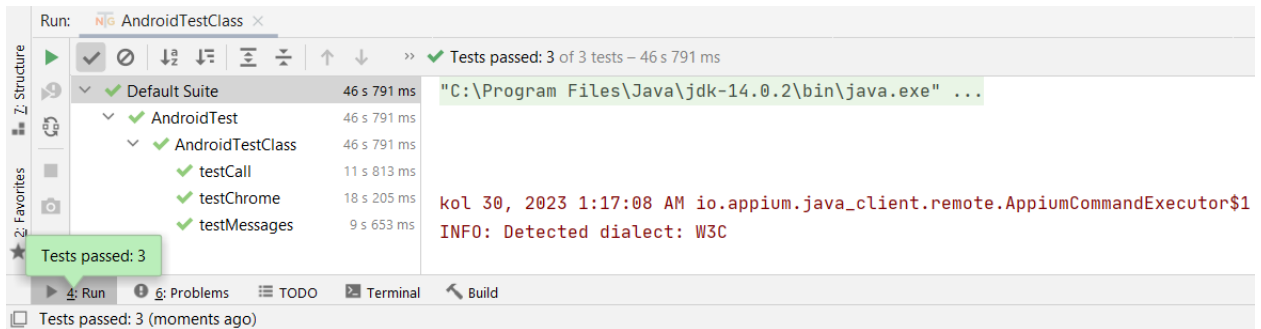 Run: NG AndroidTestClass
Tests passed: 3 of 3 tests – 46 s 791 ms
Default Suite 46 s 791 ms
AndroidTest 46 s 791 ms
AndroidTestClass 46 s 791 ms
testCall 11 s 813 ms
testChrome 18 s 205 ms
testMessages 9 s 653 ms
"C:\Program Files\Java\jdk-14.0.2\bin\java.exe" ...
kol 30, 2023 1:17:08 AM io.appium.java_client.remote.AppiumCommandExecutor$1
INFO: Detected dialect: W3C
7: Structure
2: Favorites
Tests passed: 3
4: Run 6: Problems TODO Terminal Build
Tests passed: 3 (moments ago)